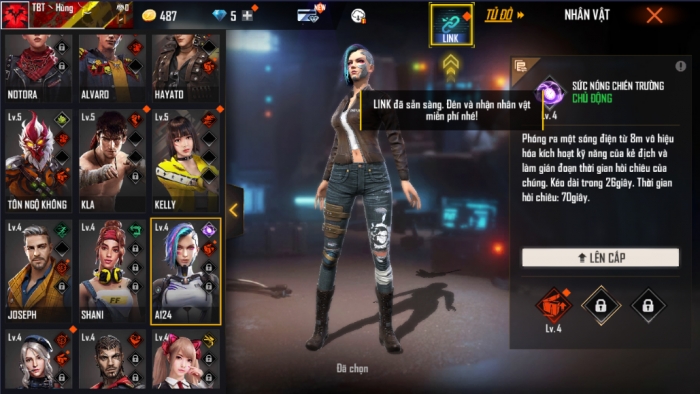 TBT Hùng
487
5
NEW
LINK
TỦ ĐỒ
NHÂN VẬT
NOTORA
ALVARO
HAYATO
LINK đã sẵn sàng. Đến và nhận nhân vật
miễn phí nhé!
SỨC NÓNG CHIẾN TRƯỜNG
CHỦ ĐỘNG
Lv. 4
Phóng ra một sóng điện từ 8m vô hiệu
hóa kích hoạt kỹ năng của kẻ địch và
làm gián đoạn thời gian hồi chiêu của
chúng. Kéo dài trong 26giây. Thời gian
hồi chiêu: 70giây.
Lv.5
Lv.5
Lv.5
TÔN NGỘ KHÔNG
KLA
KELLY
Lv.4
Lv.4
Lv.4
FF
JOSEPH
SHANI
A124
LÊN CẤP
Lv. 4
Lv.4
Lv.4
Lv.4
Đã chọn